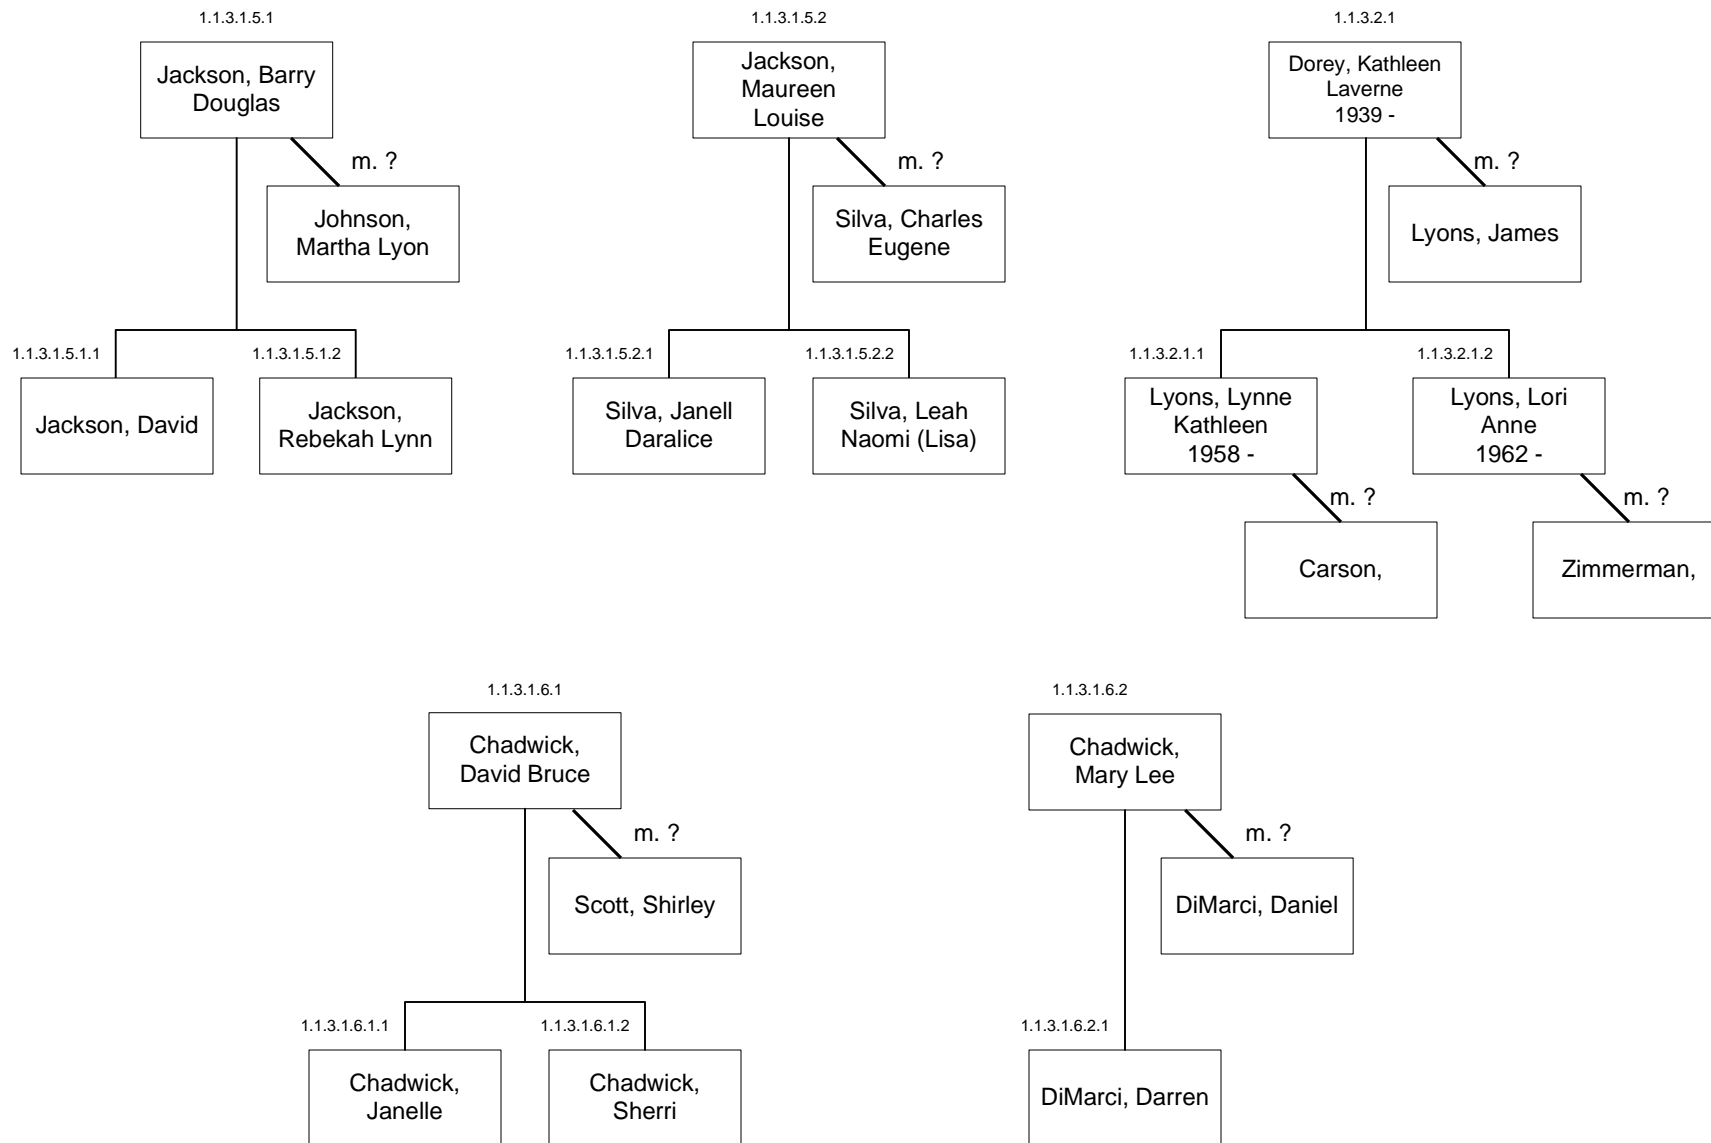 1.1.3.1.5.1
Jackson, Barry
Douglas
m. ?
Johnson,
Martha Lyon
1.1.3.1.5.1.1
Jackson, David
1.1.3.1.5.1.2
Jackson,
Rebekah Lynn
1.1.3.1.5.2
Jackson,
Maureen
Louise
m. ?
Silva, Charles
Eugene
1.1.3.1.5.2.1
Silva, Janell
Daralice
1.1.3.1.5.2.2
Silva, Leah
Naomi (Lisa)
1.1.3.2.1
Dorey, Kathleen
Laverne
1939 -
m. ?
Lyons, James
1.1.3.2.1.1
Lyons, Lynne
Kathleen
1958 -
m. ?
Carson,
1.1.3.2.1.2
Lyons, Lori
Anne
1962 -
m. ?
Zimmerman,
1.1.3.1.6.1
Chadwick,
David Bruce
m. ?
Scott, Shirley
1.1.3.1.6.1.1
Chadwick,
Janelle
1.1.3.1.6.1.2
Chadwick,
Sherri
1.1.3.1.6.2
Chadwick,
Mary Lee
m. ?
DiMarci, Daniel
1.1.3.1.6.2.1
DiMarci, Darren